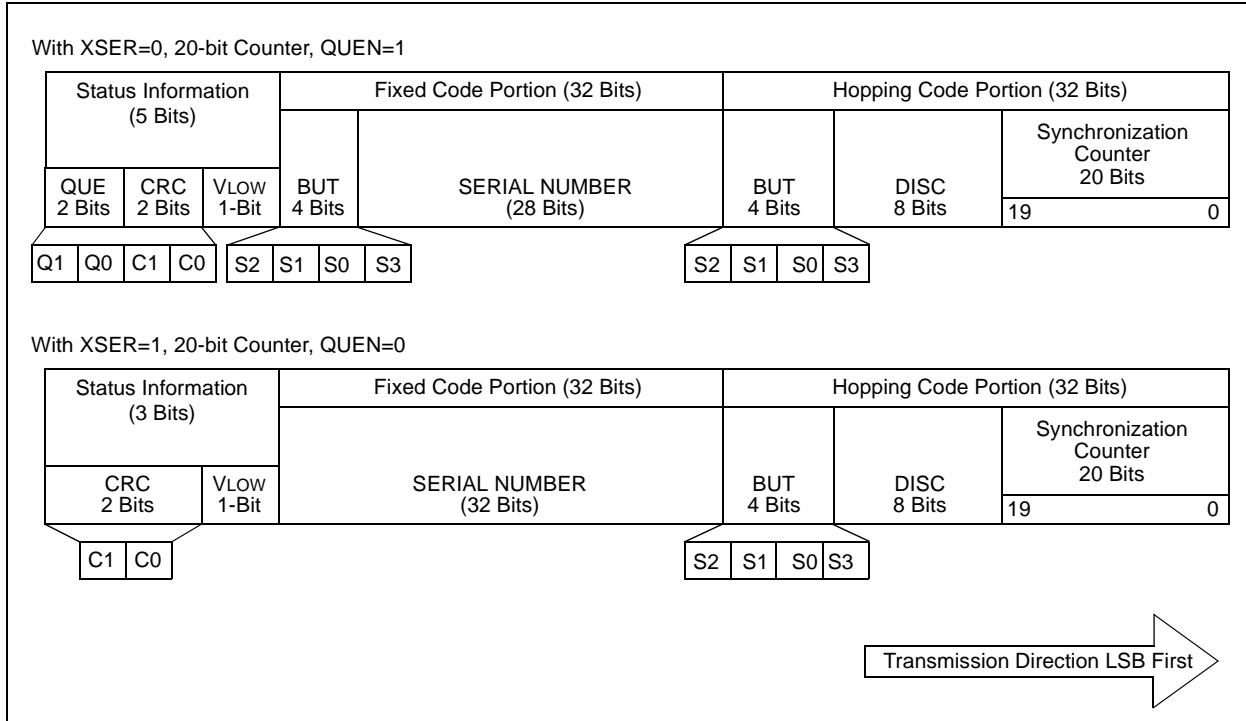 With XSER=0, 20-bit Counter, QUEN=1
Status Information
(5 Bits)
Fixed Code Portion (32 Bits)
Hopping Code Portion (32 Bits)
QUE
2 Bits
CRC
2 Bits
VLOW
1-Bit
BUT
4 Bits
SERIAL NUMBER
(28 Bits)
BUT
4 Bits
DISC
8 Bits
Synchronization
Counter
20 Bits
19 0
Q1 Q0 C1 C0
S2 S1 S0 S3
S2 S1 S0 S3
With XSER=1, 20-bit Counter, QUEN=0
Status Information
(3 Bits)
Fixed Code Portion (32 Bits)
Hopping Code Portion (32 Bits)
CRC
2 Bits
VLOW
1-Bit
SERIAL NUMBER
(32 Bits)
BUT
4 Bits
DISC
8 Bits
Synchronization
Counter
20 Bits
19 0
C1 C0
S2 S1 S0 S3
Transmission Direction LSB First